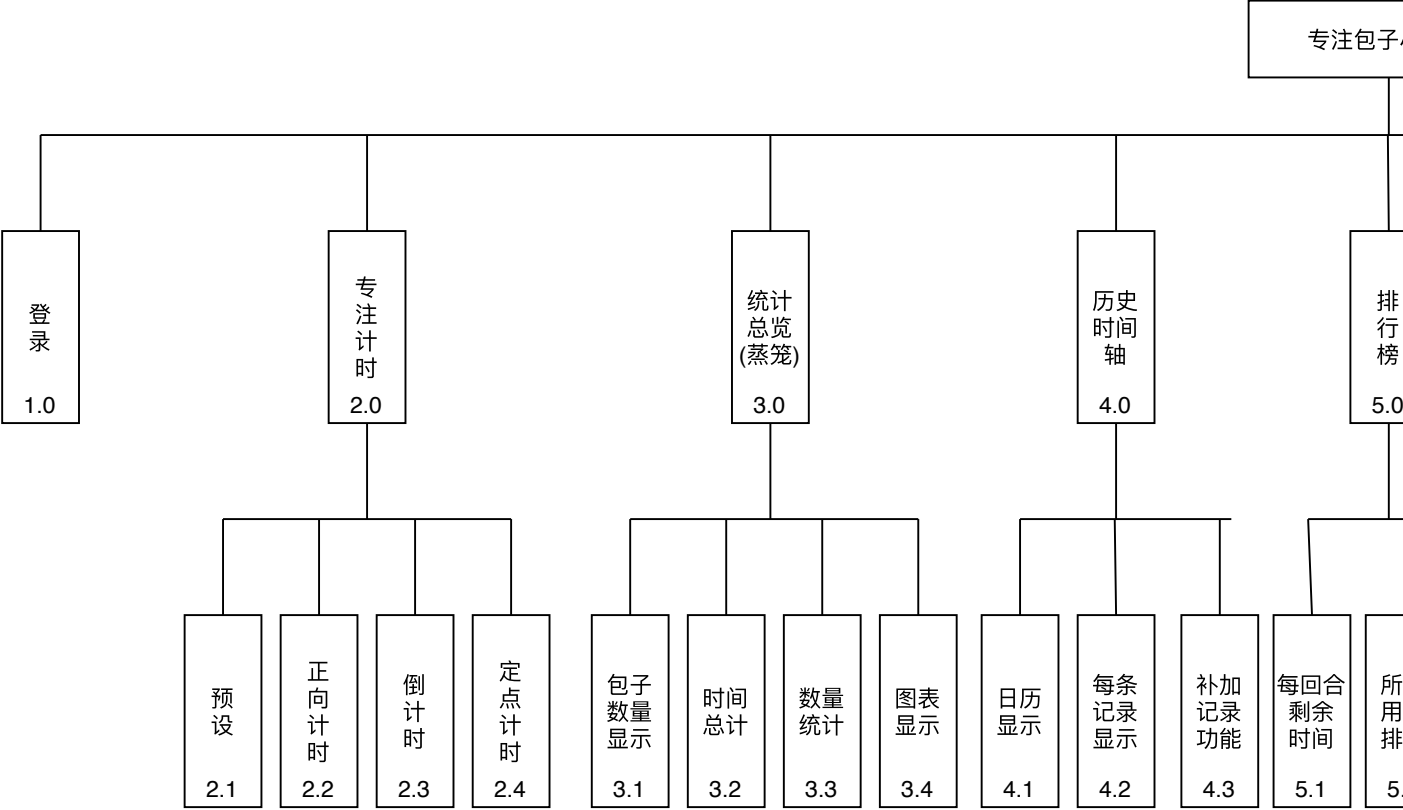 专注包子
登
录
1.0
专
注
计
时
2.0
统计
总览
(蒸笼)
3.0
历史
时间
轴
4.0
排
行
榜
5.0
预
设
2.1
正
向
计
时
2.2
倒
计
时
2.3
定
点
计
时
2.4
包子
数量
显示
3.1
时间
总计
3.2
数量
统计
3.3
图表
显示
3.4
日历
显示
4.1
每条
记录
显示
4.2
补加
记录
功能
4.3
每回合
剩余
时间
5.1
所
用
排
5.